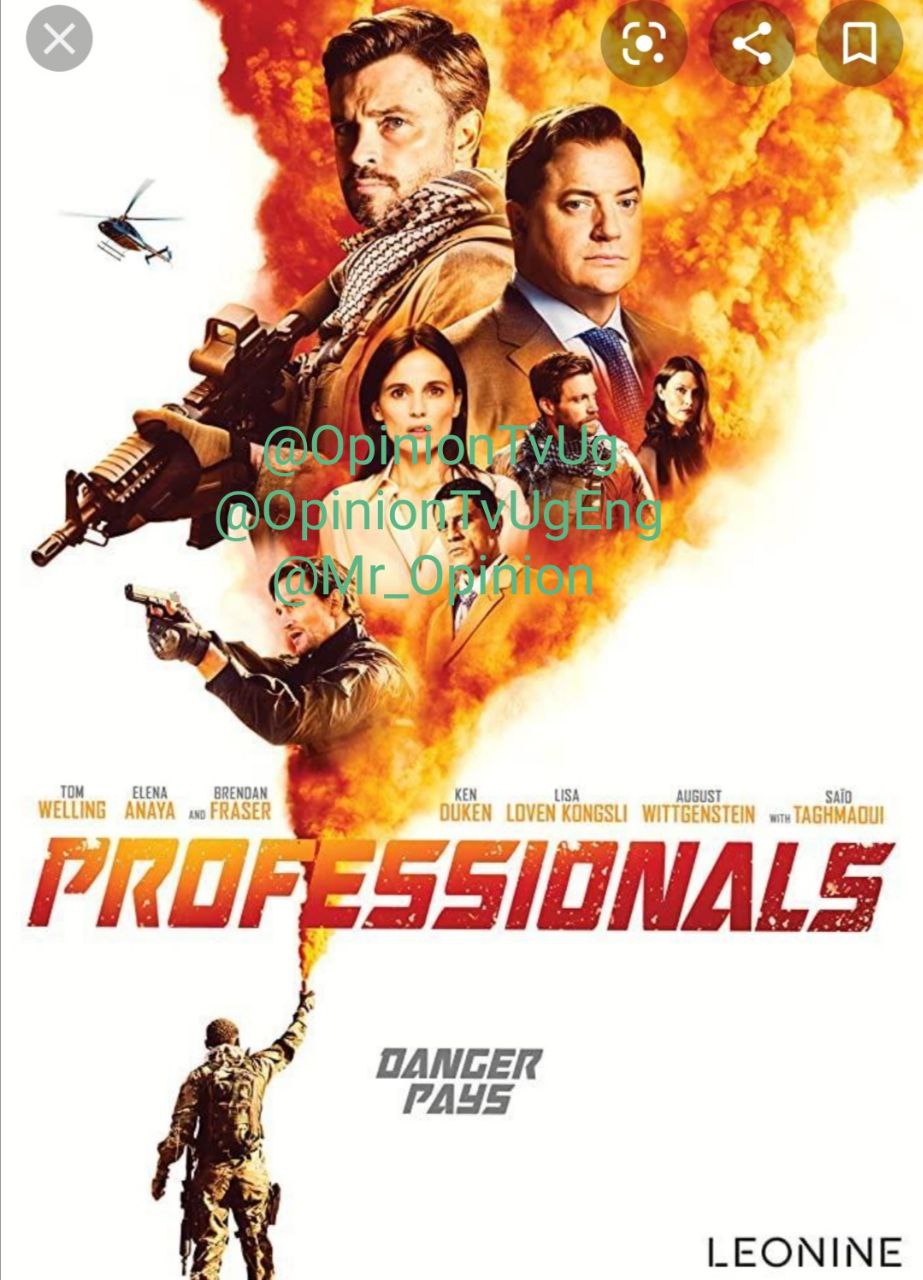 @OpinionTvUg
@OpinionTvUgEng
@Mr_Opinion
TOM WELLING
ELENA ANAYA
AND BRENDAN FRASER
KEN DUKEN
LISA LOVEN KONGSLI
AUGUST WITTGENSTEIN
WITH SAÏD TAGHMAOUI
PROFESSIONALS
DANGER
PAYS
LEONINE